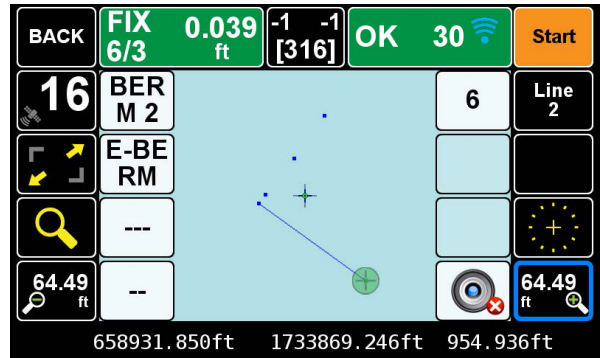 BACK
FIX 0.039
6/3 ft
-1 -1
[316]
OK 30
Start
16
BER
M 2
6
Line
2
E-BE
RM
---
64.49
ft
--
64.49
ft
658931.850ft 1733869.246ft 954.936ft